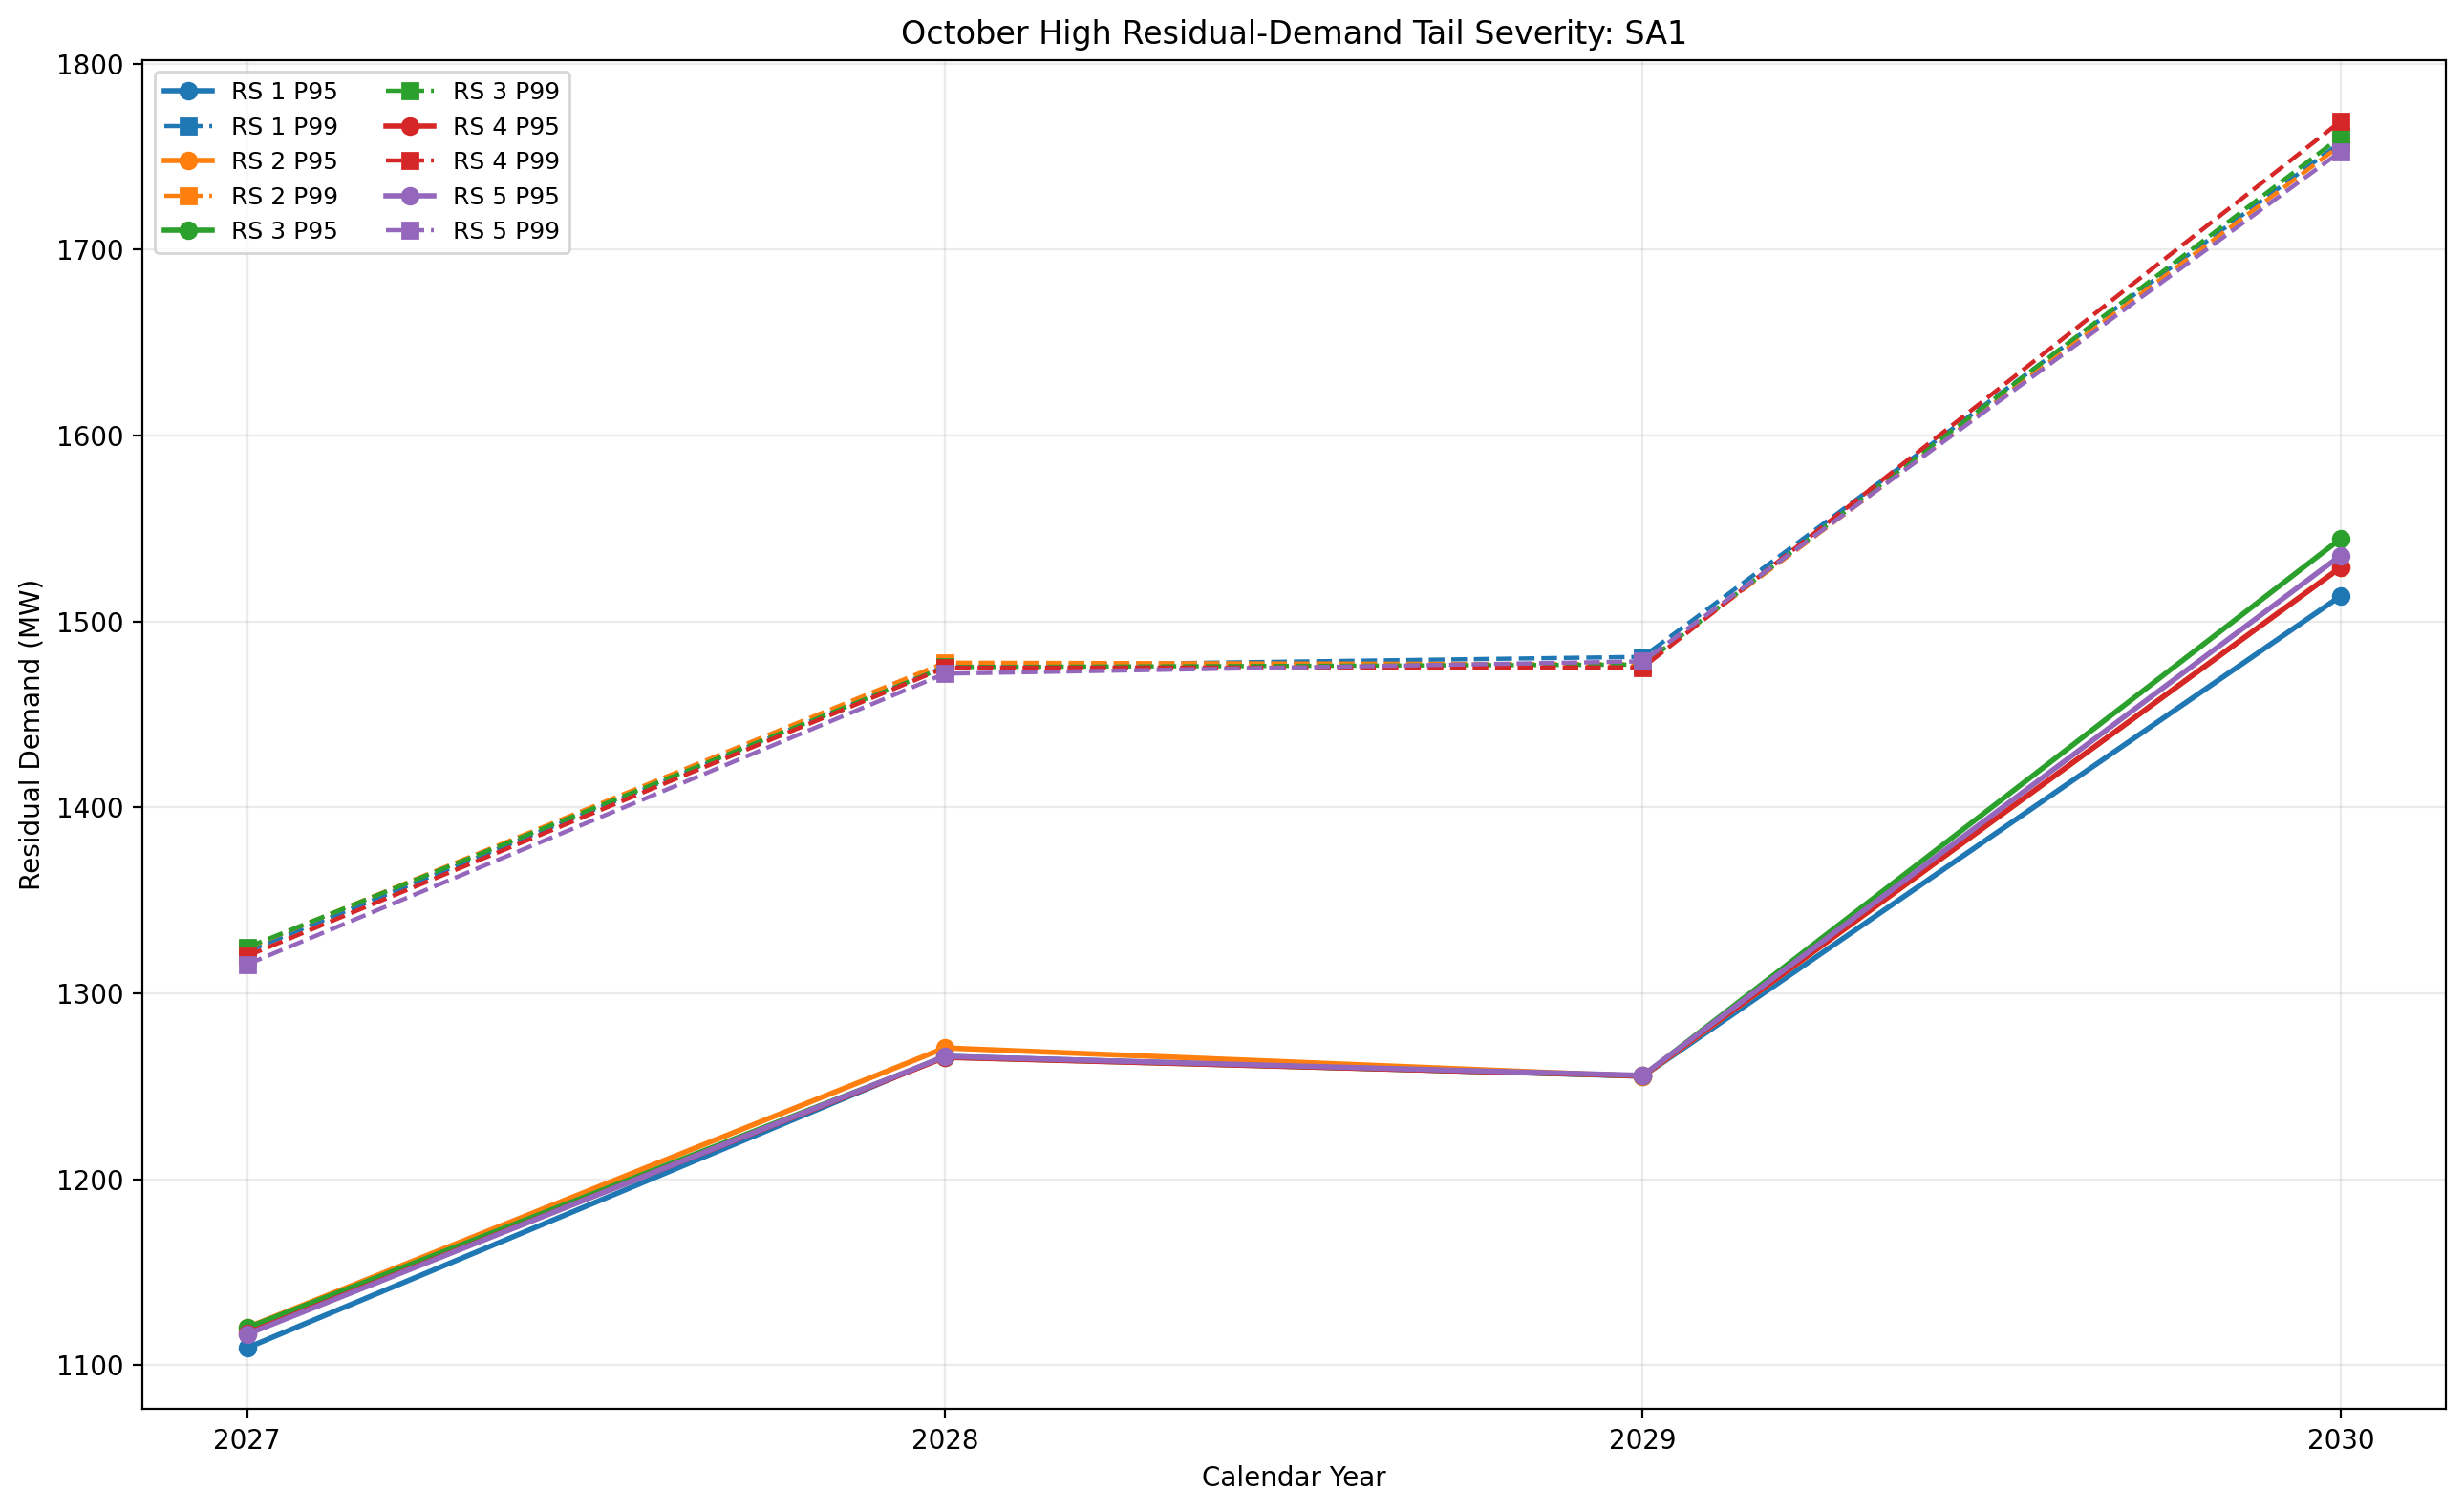 October High Residual-Demand Tail Severity: SA1
1800
1700
1600
1500
1400
1300
1200
1100
Residual Demand (MW)
RS 1 P95
RS 1 P99
RS 2 P95
RS 2 P99
RS 3 P95
RS 3 P99
RS 4 P95
RS 4 P99
RS 5 P95
RS 5 P99
2027
2028
2029
2030
Calendar Year